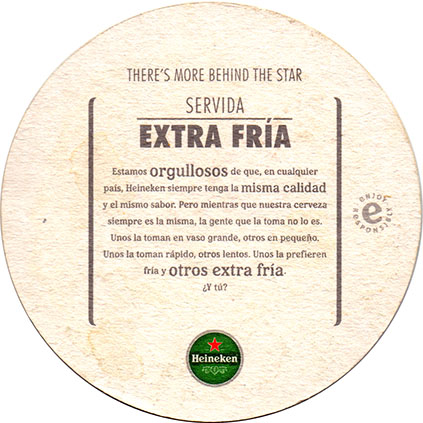 THERE'S MORE BEHIND THE STAR
SERVIDA
EXTRA FRÍA
Estamos orgullosos de que, en cualquier
país, Heineken siempre tenga la misma calidad
y el mismo sabor. Pero mientras que nuestra cerveza
siempre es la misma, la gente que la toma no lo es.
Unos la toman en vaso grande, otros en pequeño.
Unos la toman rápido, otros lentos. Unos la prefieren
fría y otros extra fría.
¿Y tú?
ENJOY
e
RESPONSIBLY
Heineken